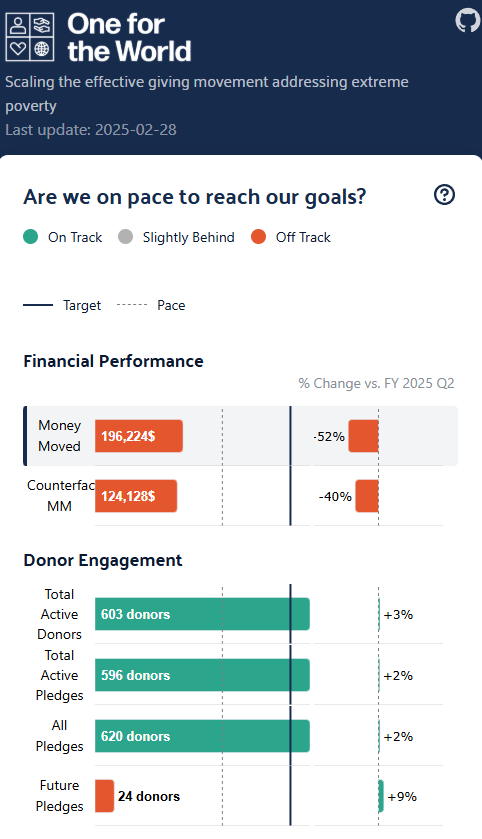 One for
the World
Scaling the effective giving movement addressing extreme
poverty
Last update: 2025-02-28
Are we on pace to reach our goals?
On Track
Slightly Behind
Off Track
Target
Pace
Financial Performance
% Change vs. FY 2025 Q2
Money
Moved
196,224$
-52%
Counterfac
MM
124,128$
-40%
Donor Engagement
Total
Active
Donors
603 donors
+3%
Total
Active
Pledges
596 donors
+2%
All
Pledges
620 donors
+2%
Future
Pledges
24 donors
+9%